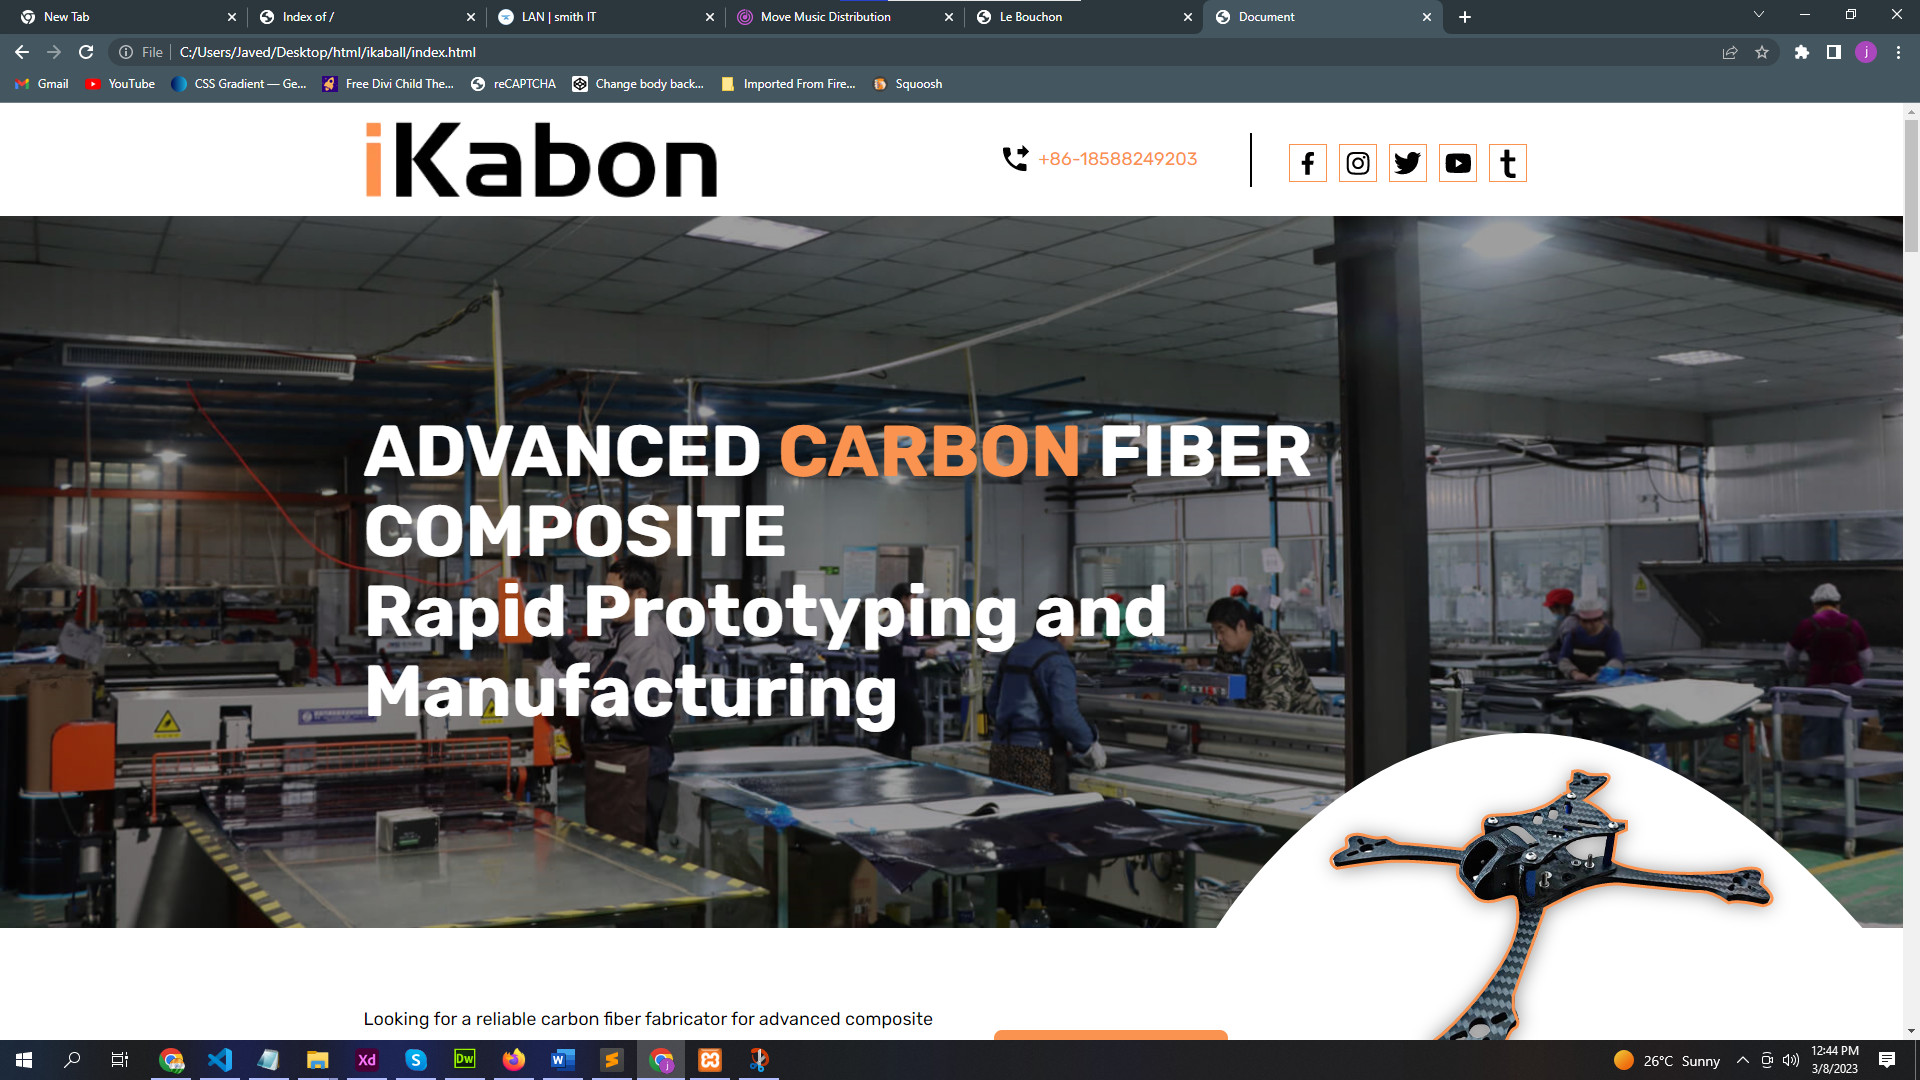 New Tab
Index of /
LAN | smith IT
Move Music Distribution
Le Bouchon
Document
File
C:/Users/Javed/Desktop/html/ikaball/index.html
j
Gmail
YouTube
CSS Gradient — Ge...
Free Divi Child The...
reCAPTCHA
Change body back...
Imported From Fire...
Squoosh
iKabon
+86-18588249203
ADVANCED CARBON FIBER
COMPOSITE
Rapid Prototyping and
Manufacturing
Looking for a reliable carbon fiber fabricator for advanced composite
Xd
Dw
26°C Sunny
12:44 PM
3/8/2023